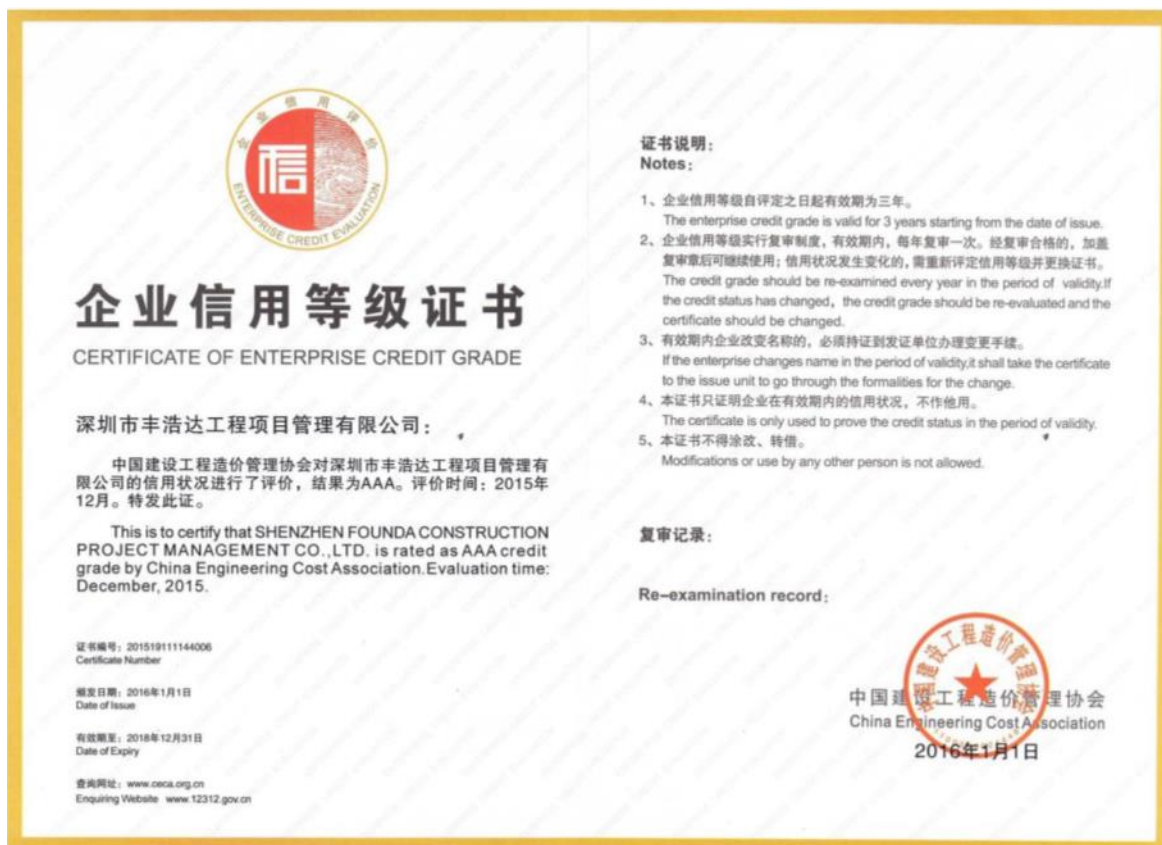 企业信用评价
信
ENTERPRISE CREDIT EVALUATION
企业信用等级证书
CERTIFICATE OF ENTERPRISE CREDIT GRADE
深圳市丰浩达工程项目管理有限公司：
中国建设工程造价管理协会对深圳市丰浩达工程项目管理有
限公司的信用状况进行了评价，结果为AAA。评价时间：2015年
12月。特发此证。
This is to certify that SHENZHEN FOUNDA CONSTRUCTION
PROJECT MANAGEMENT CO.,LTD. is rated as AAA credit
grade by China Engineering Cost Association.Evaluation time:
December, 2015.
证书编号：201519111144006
Certificate Number
颁发日期：2016年1月1日
Date of Issue
有效期至：2018年12月31日
Date of Expiry
查询网址：www.ceca.org.cn
Enquiring Website www.12312.gov.cn
证书说明：
Notes：
1、企业信用等级自评定之日起有效期为三年。
The enterprise credit grade is valid for 3 years starting from the date of issue.
2、企业信用等级实行复审制度，有效期内，每年复审一次。经复审合格的，加盖
复审章后可继续使用；信用状况发生变化的，需重新评定信用等级并更换证书。
The credit grade should be re-examined every year in the period of validity.If
the credit status has changed, the credit grade should be re-evaluated and the
certificate should be changed.
3、有效期内企业改变名称的，必须持证到发证单位办理变更手续。
If the enterprise changes name in the period of validity,it shall take the certificate
to the issue unit to go through the formalities for the change.
4、本证书只证明企业在有效期内的信用状况，不作他用。
The certificate is only used to prove the credit status in the period of validity.
5、本证书不得涂改、转借。
Modifications or use by any other person is not allowed.
复审记录：
Re-examination record：
中国建设工程造价管理协会
中国建设工程造价管理协会
China Engineering Cost Association
2016年1月1日